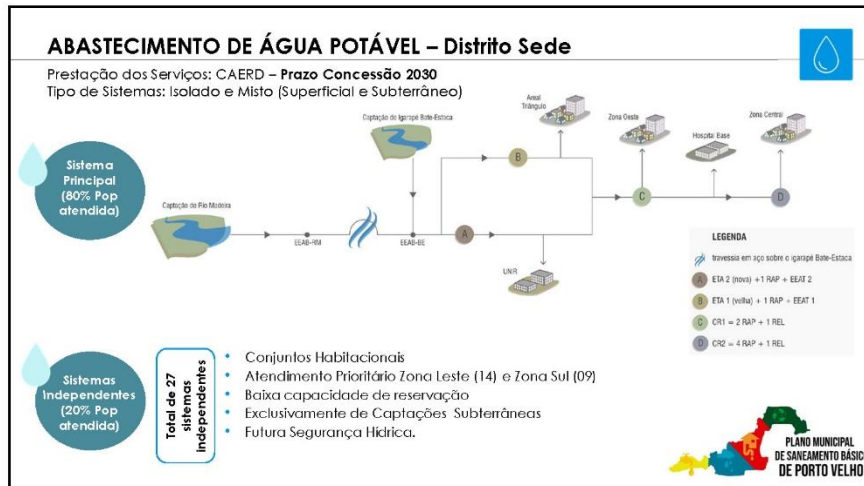 ABASTECIMENTO DE ÁGUA POTÁVEL – Distrito Sede
Prestação dos Serviços: CAERD – Prazo Concessão 2030
Tipo de Sistemas: Isolado e Misto (Superficial e Subterrâneo)
Sistema
Principal
(80% Pop
atendida)
Captação do Rio Madeira
EEAB-RM
Captação do Igarapé Bate-Estaca
EEAB-BE
A
B
Areal
Triângulo
UNIR
Zona Oeste
C
Hospital Base
Zona Central
D
LEGENDA
travessia em aço sobre o igarapé Bate-Estaca
A ETA 2 (nova) +1 RAP + EEAT 2
B ETA 1 (velha) + 1 RAP + EEAT 1
C CR1 = 2 RAP + 1 REL
D CR2 = 4 RAP + 1 REL
Sistemas
Independentes
(20% Pop
atendida)
Total de 27
sistemas
independentes
• Conjuntos Habitacionais
• Atendimento Prioritário Zona Leste (14) e Zona Sul (09)
• Baixa capacidade de reservação
• Exclusivamente de Captações Subterrâneas
• Futura Segurança Hídrica.
PLANO MUNICIPAL
DE SANEAMENTO BÁSICO
DE PORTO VELHO